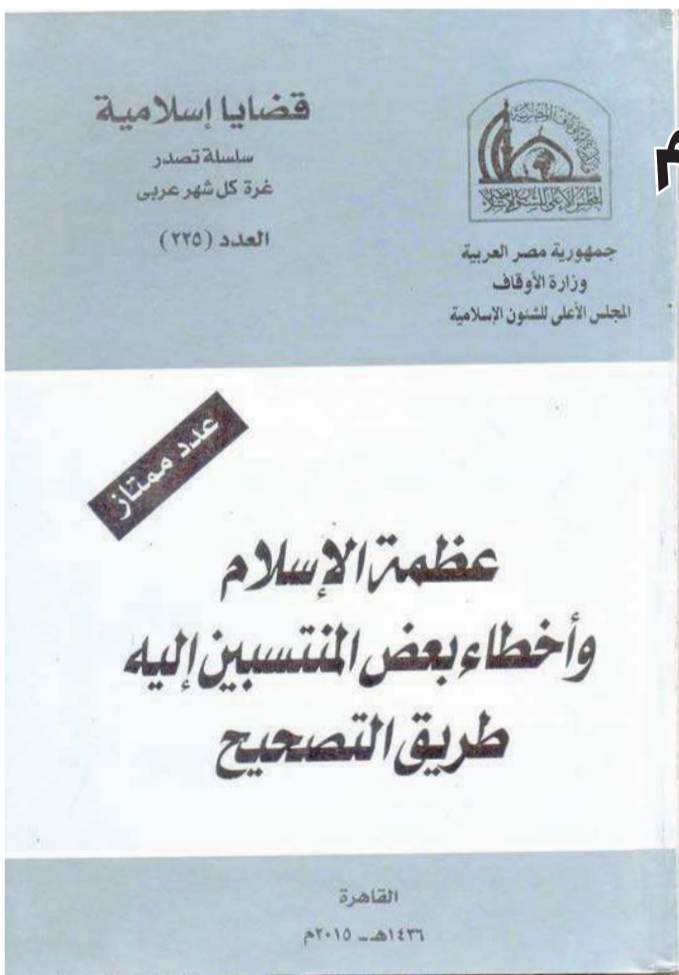 قضايا إسلامية
سلسلة تصدر
غرة كل شهر عربى
العدد (٢٢٥)
جمهورية مصر العربية
وزارة الأوقاف
المجلس الأعلى للشئون الإسلامية
عدد ممتاز
عظمة الإسلام
وأخطاء بعض المنتسبين إليه
طريق التصحيح
القاهرة
١٤٣٦هـ - ٢٠١٥م